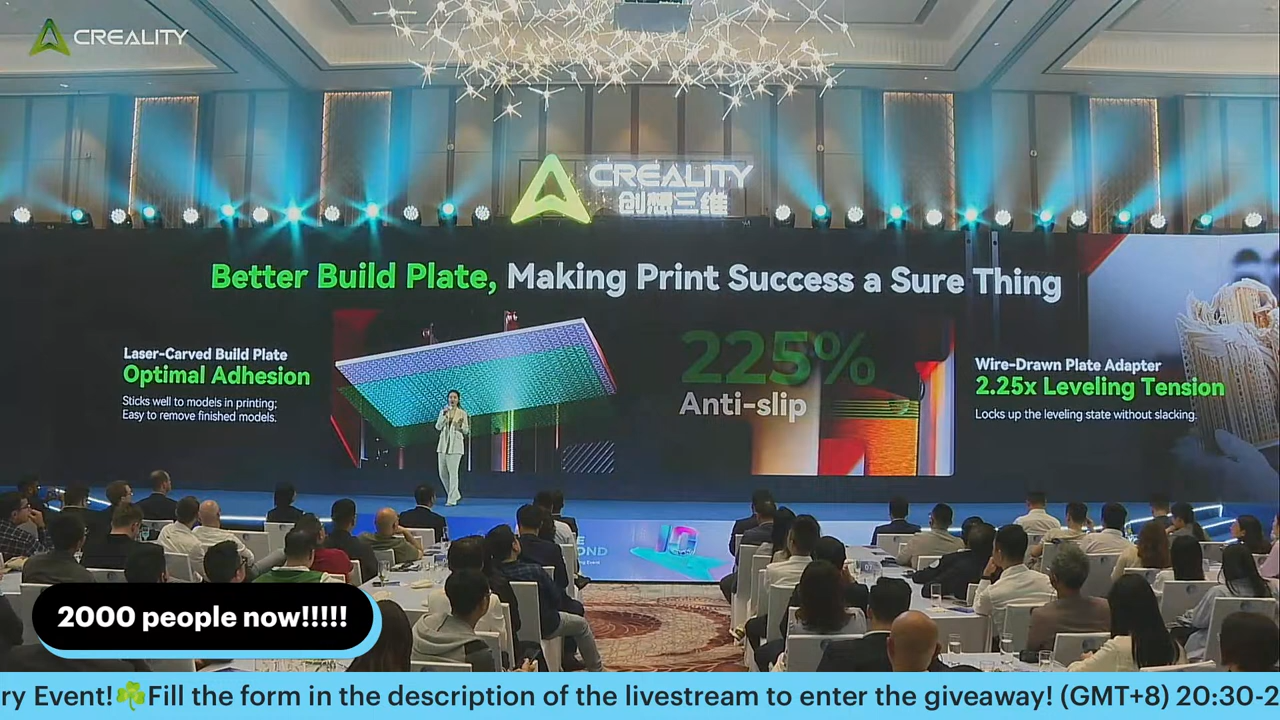 CREALITY
CREALITY
创想三维
Better Build Plate, Making Print Success a Sure Thing
Laser-Carved Build Plate
Optimal Adhesion
Sticks well to models in printing;
Easy to remove finished models.
225%
Anti-slip
Wire-Drawn Plate Adapter
2.25x Leveling Tension
Locks up the leveling state without slacking.
2000 people now!!!!!
ry Event!☘️Fill the form in the description of the livestream to enter the giveaway! (GMT+8) 20:30-2